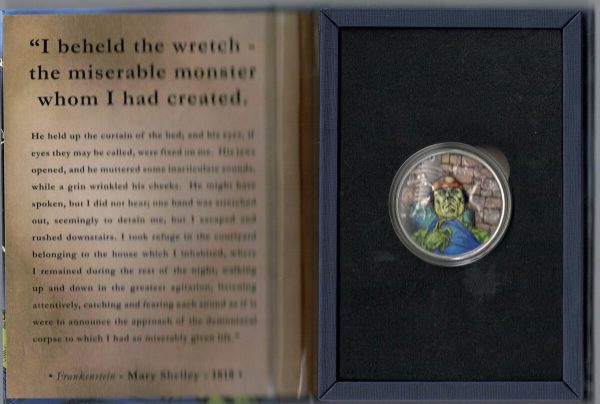 “I beheld the wretch -
the miserable monster
whom I had created.
He held up the curtain of the bed; and his eyes, if
eyes they may be called, were fixed on me. His jaws
opened, and he muttered some inarticulate sounds,
while a grin wrinkled his cheeks. He might have
spoken, but I did not hear; one hand was stretched
out, seemingly to detain me, but I escaped and
rushed downstairs. I took refuge in the courtyard
belonging to the house which I inhabited, where
I remained during the rest of the night, walking
up and down in the greatest agitation, listening
attentively, catching and fearing each sound as if it
were to announce the approach of the demoniacal
corpse to which I had so miserably given life.”
• Frankenstein - Mary Shelley - 1818 •